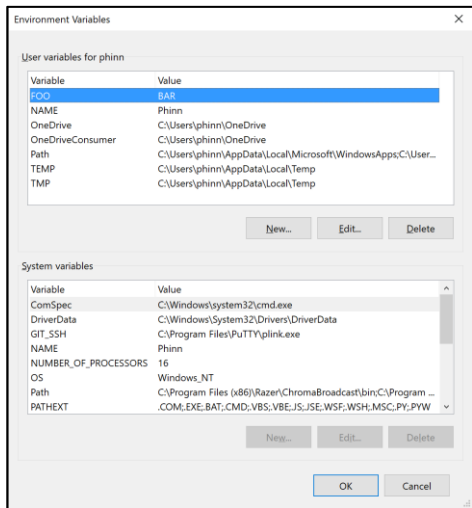 Environment Variables
User variables for phinn
Variable Value
FOO BAR
NAME Phinn
OneDrive C:\Users\phinn\OneDrive
OneDriveConsumer C:\Users\phinn\OneDrive
Path C:\Users\phinn\AppData\Local\Microsoft\WindowsApps;C:\User...
TEMP C:\Users\phinn\AppData\Local\Temp
TMP C:\Users\phinn\AppData\Local\Temp
New... Edit... Delete
System variables
Variable Value
ComSpec C:\Windows\system32\cmd.exe
DriverData C:\Windows\System32\Drivers\DriverData
GIT_SSH C:\Program Files\PuTTY\plink.exe
NAME Phinn
NUMBER_OF_PROCESSORS 16
OS Windows_NT
Path C:\Program Files (x86)\Razer\ChromaBroadcast\bin;C:\Program ...
PATHEXT .COM;.EXE;.BAT;.CMD;.VBS;.VBE;.JS;.JSE;.WSF;.WSH;.MSC;.PY;.PYW
New... Edit... Delete
OK Cancel